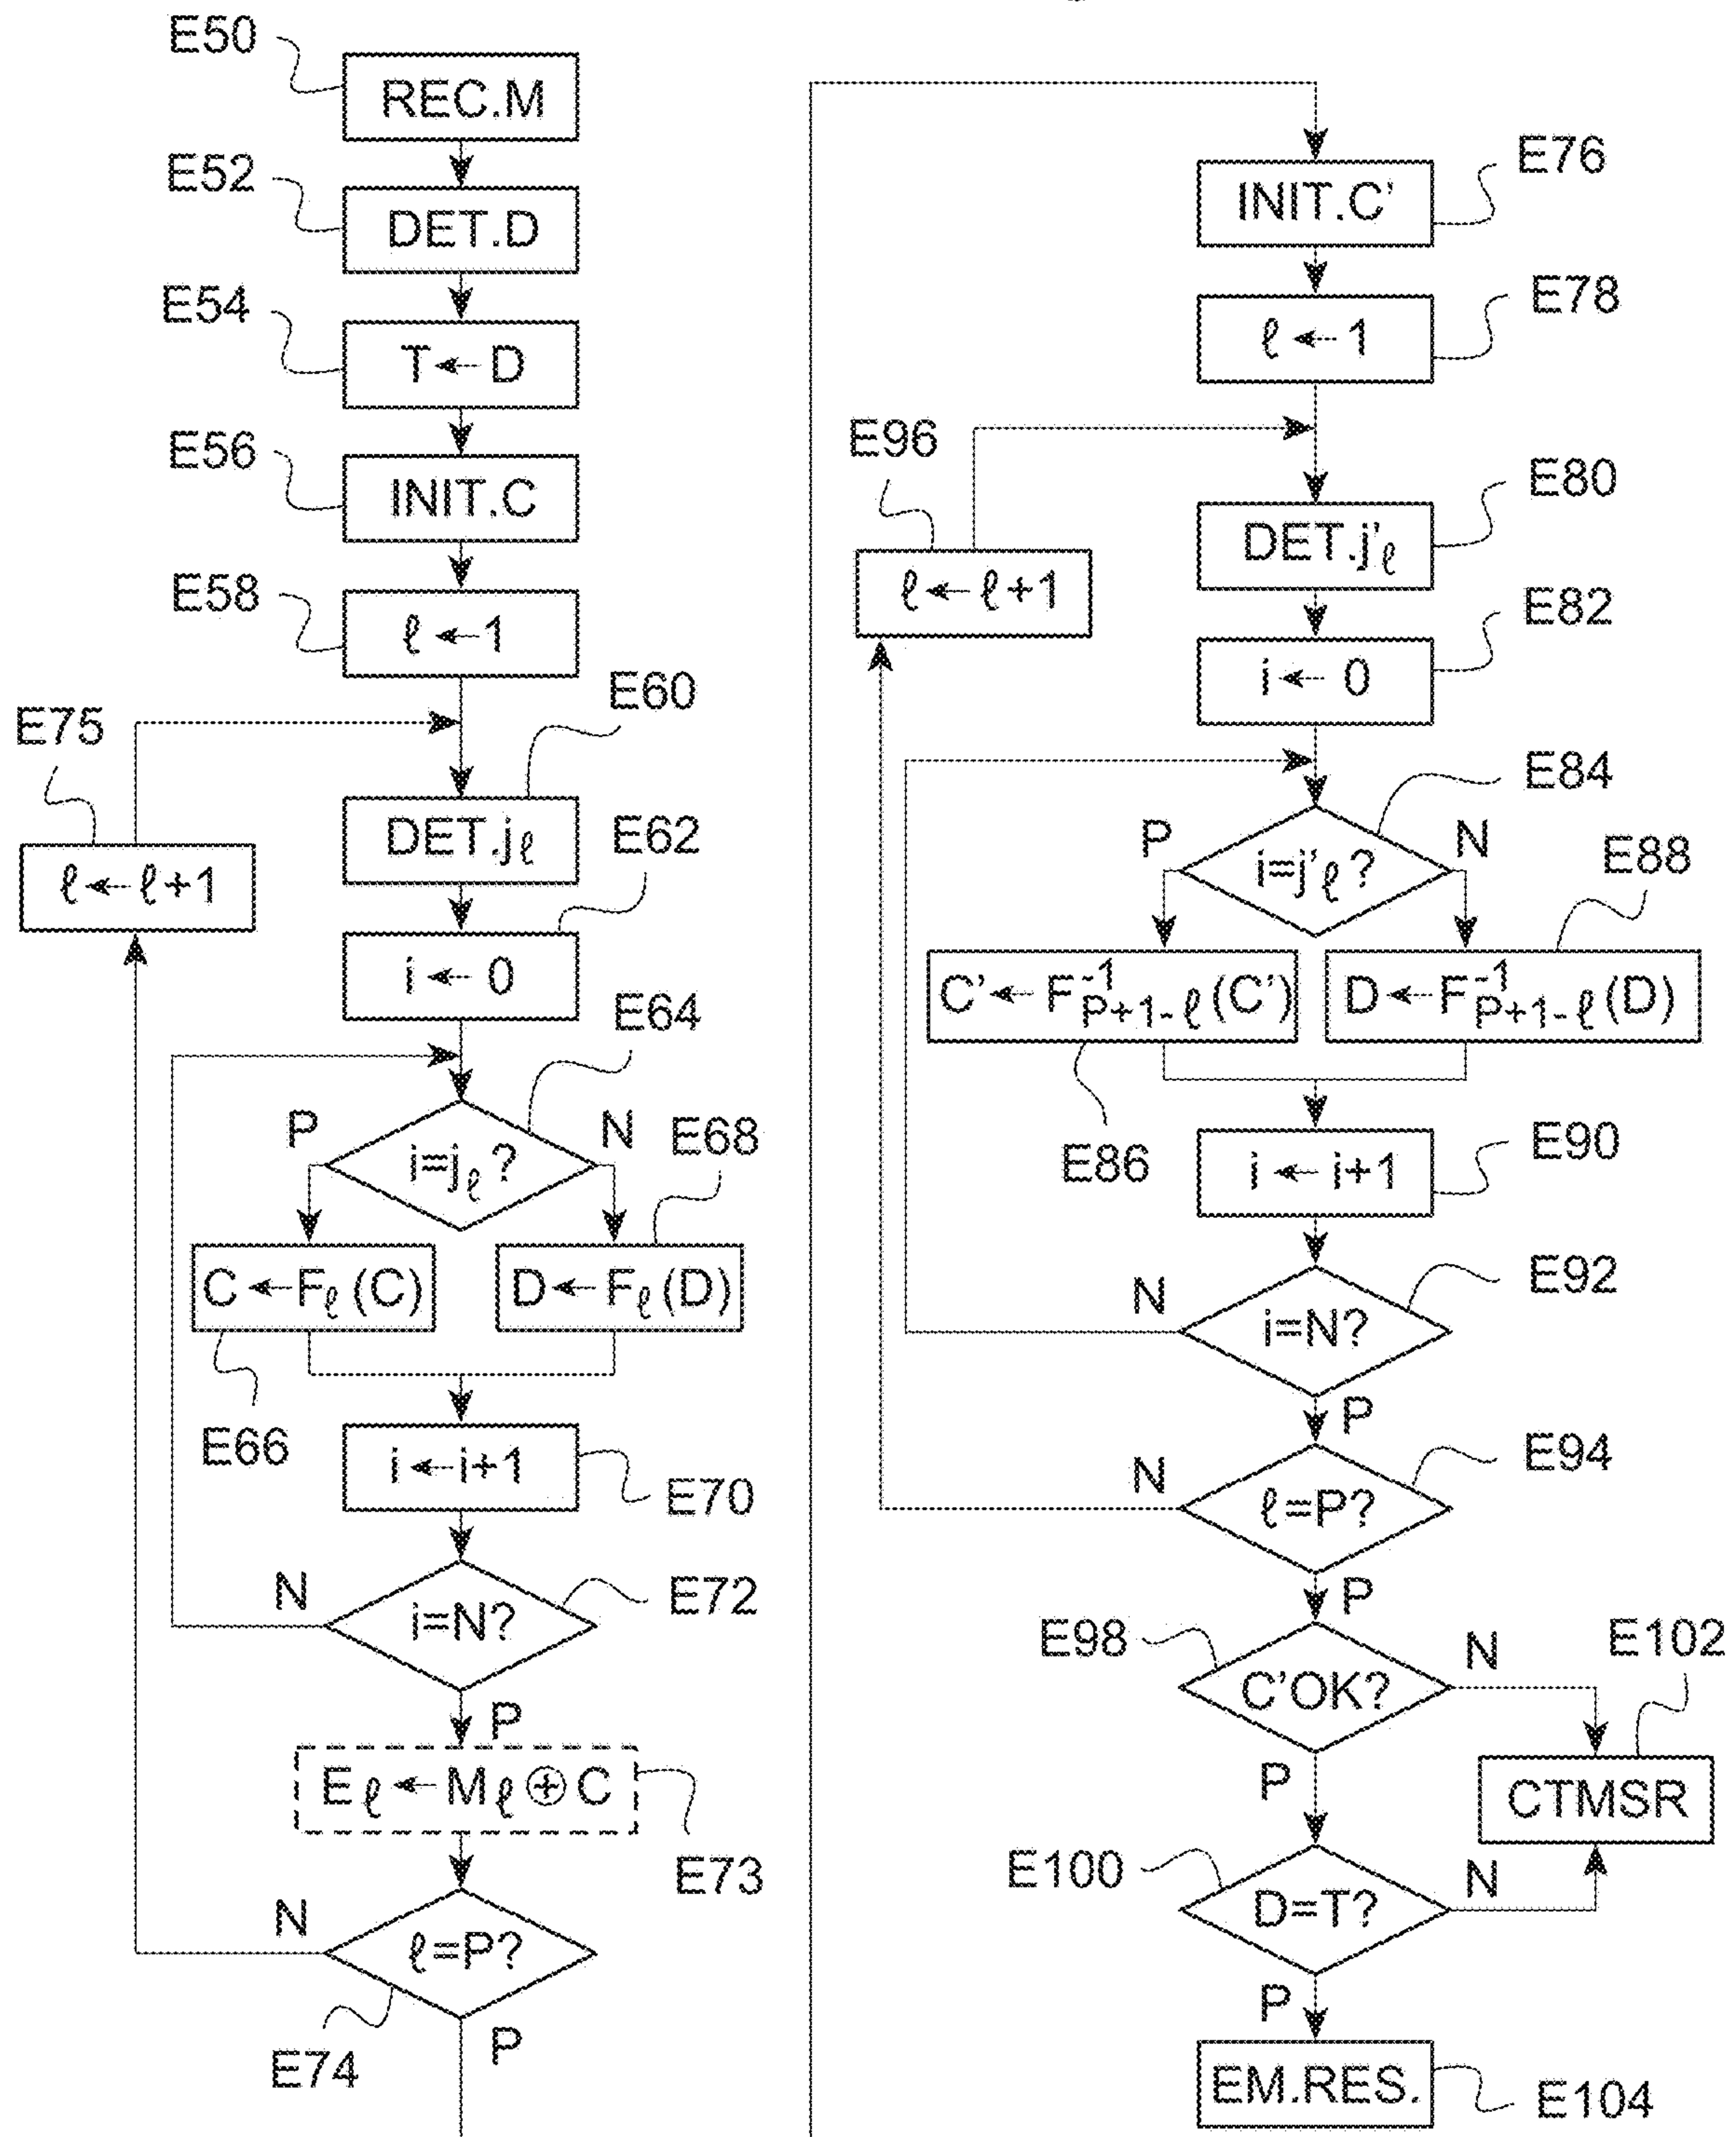 E50
REC.M
E52
DET.D
E54
T ← D
E56
INIT.C
E58
ℓ ← 1
E60
E75
DET.jℓ
E62
ℓ ← ℓ+1
i ← 0
E64
P
N
E68
i=jℓ ?
C ← Fℓ (C)
D ← Fℓ (D)
E66
i ← i+1
E70
N
E72
i=N?
P
Eℓ ← Mℓ ⊕ C
E73
N
ℓ=P?
E74
P
E76
INIT.C'
E78
ℓ ← 1
E96
E80
DET.j'ℓ
ℓ ← ℓ+1
E82
i ← 0
E84
P
N
E88
i=j'ℓ ?
C' ← F⁻¹P+1-ℓ (C')
D ← F⁻¹P+1-ℓ (D)
E86
E90
i ← i+1
E92
N
i=N?
P
E94
N
ℓ=P?
P
E98
N
E102
C'OK?
P
CTMSR
E100
N
D=T?
P
EM.RES.
E104